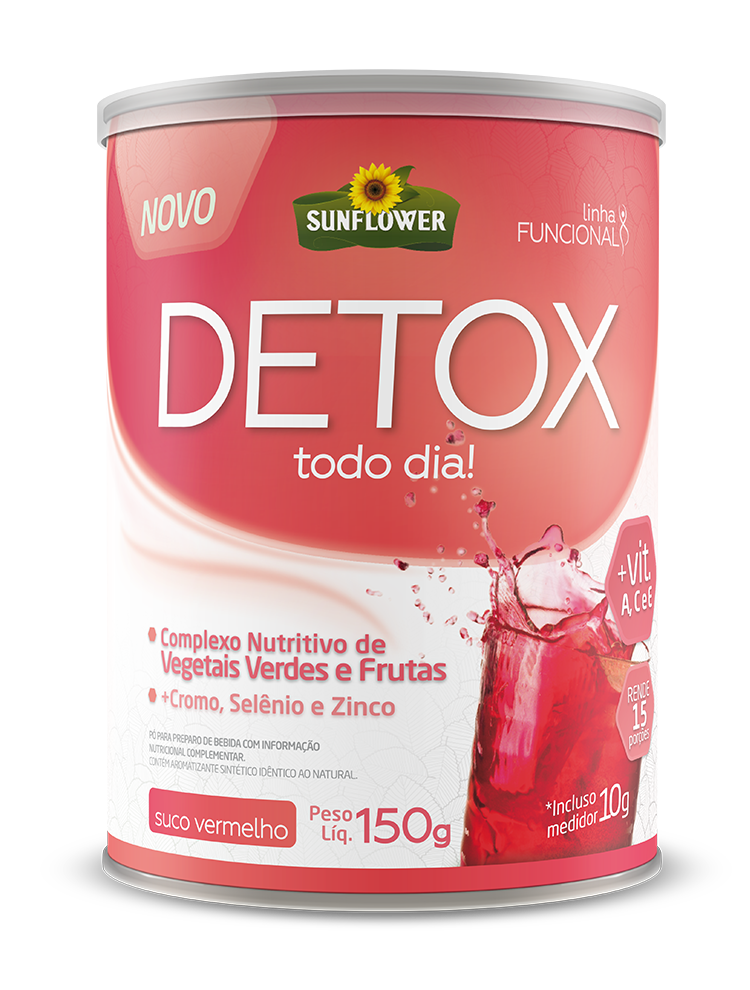 NOVO
SUNFLOWER
linha
FUNCIONAL
DETOX
todo dia!
+vit.
A, C e E
Complexo Nutritivo de
Vegetais Verdes e Frutas
+Cromo, Selênio e Zinco
RENDE
15
porções
PÓ PARA PREPARO DE BEBIDA COM INFORMAÇÃO
NUTRICIONAL COMPLEMENTAR.
CONTÉM AROMATIZANTE SINTÉTICO IDÊNTICO AO NATURAL.
suco vermelho
Peso
Líq. 150g
*Incluso
medidor 10g